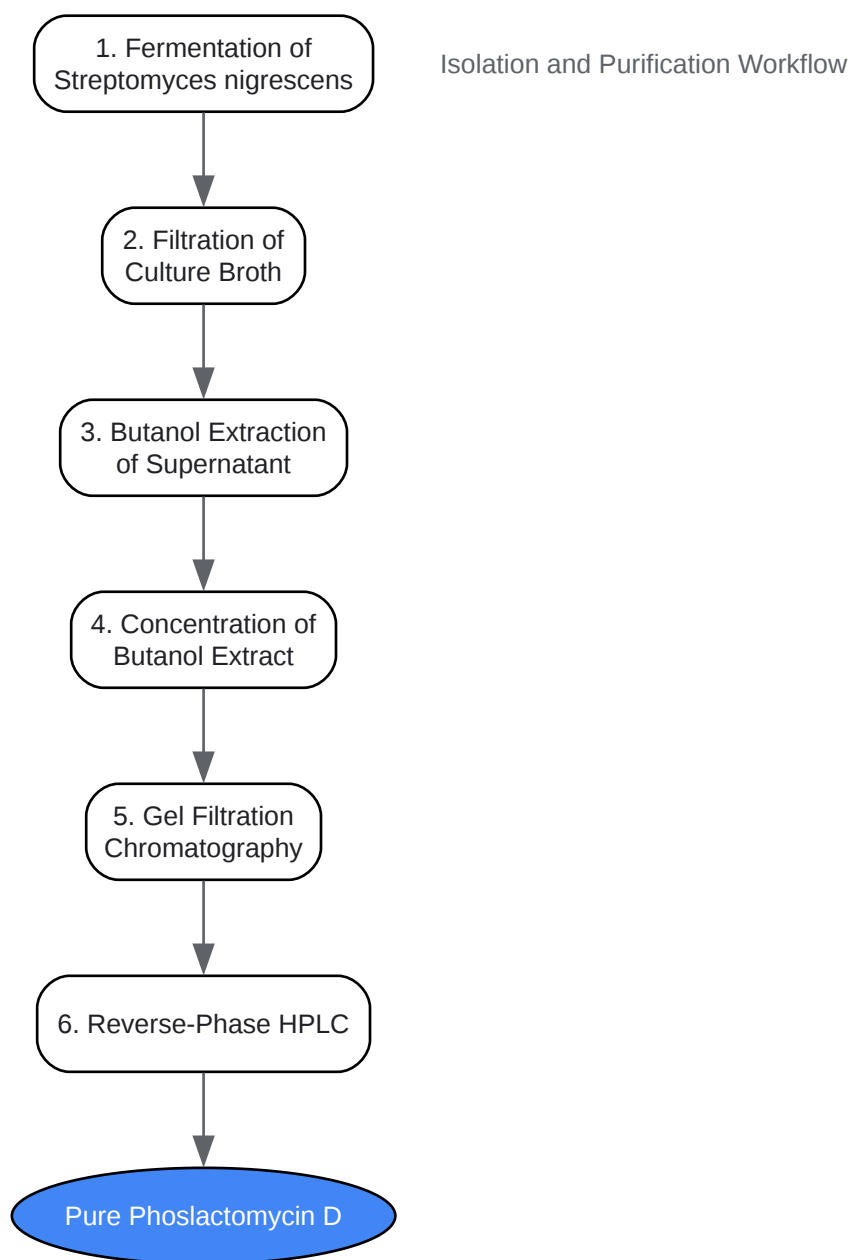 1. Fermentation of
Streptomyces nigrescens
Isolation and Purification Workflow
2. Filtration of
Culture Broth
3. Butanol Extraction
of Supernatant
4. Concentration of
Butanol Extract
5. Gel Filtration
Chromatography
6. Reverse-Phase HPLC
Pure Phoslactomycin D